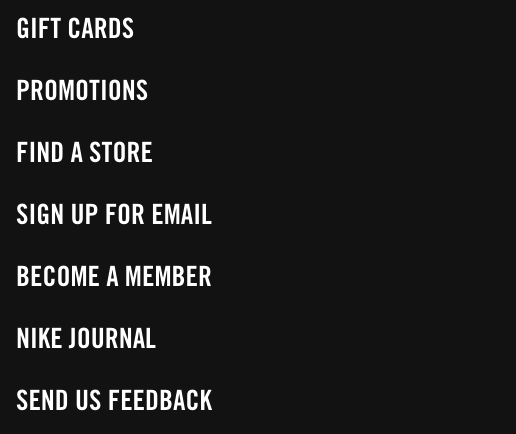 GIFT CARDS
PROMOTIONS
FIND A STORE
SIGN UP FOR EMAIL
BECOME A MEMBER
NIKE JOURNAL
SEND US FEEDBACK